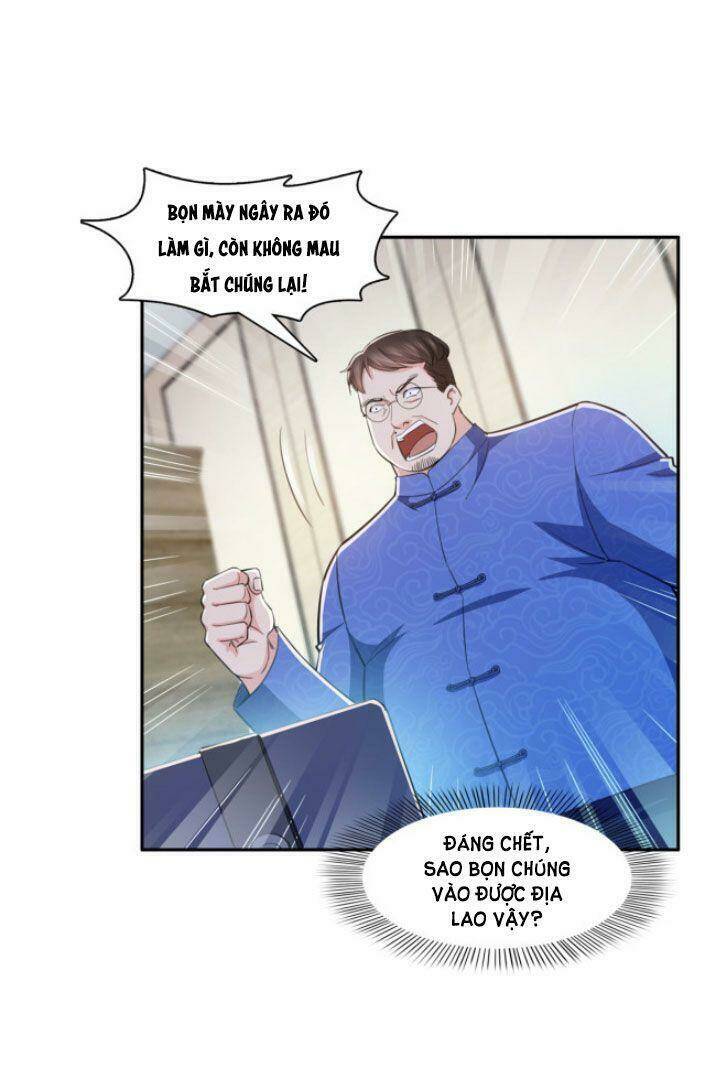 BỌN MÀY NGÂY RA ĐÓ
LÀM GÌ, CÒN KHÔNG MAU
BẮT CHÚNG LẠI!
ĐÁNG CHẾT,
SAO BỌN CHÚNG
VÀO ĐƯỢC ĐỊA
LAO VẬY?